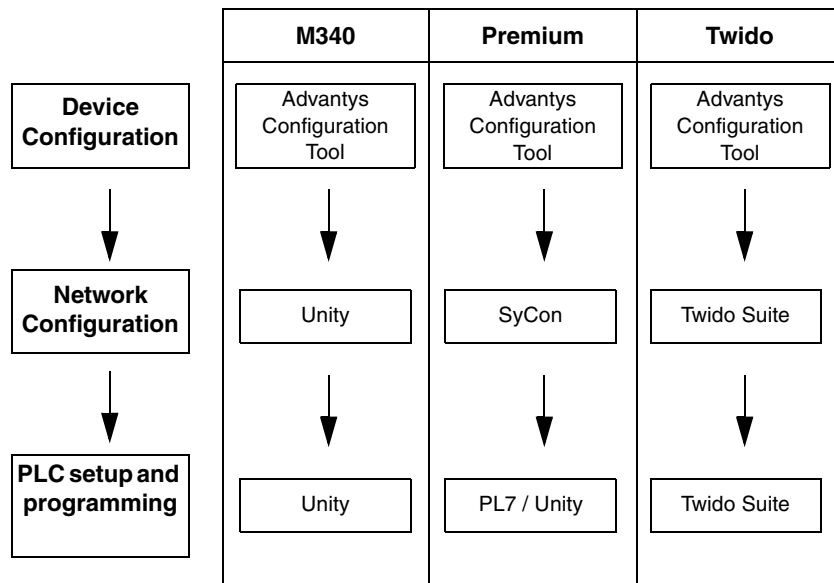 M340 Premium Twido
Device
Configuration
Advantys
Configuration
Tool
Advantys
Configuration
Tool
Advantys
Configuration
Tool
Network
Configuration
Unity
SyCon
Twido Suite
PLC setup and
programming
Unity
PL7 / Unity
Twido Suite